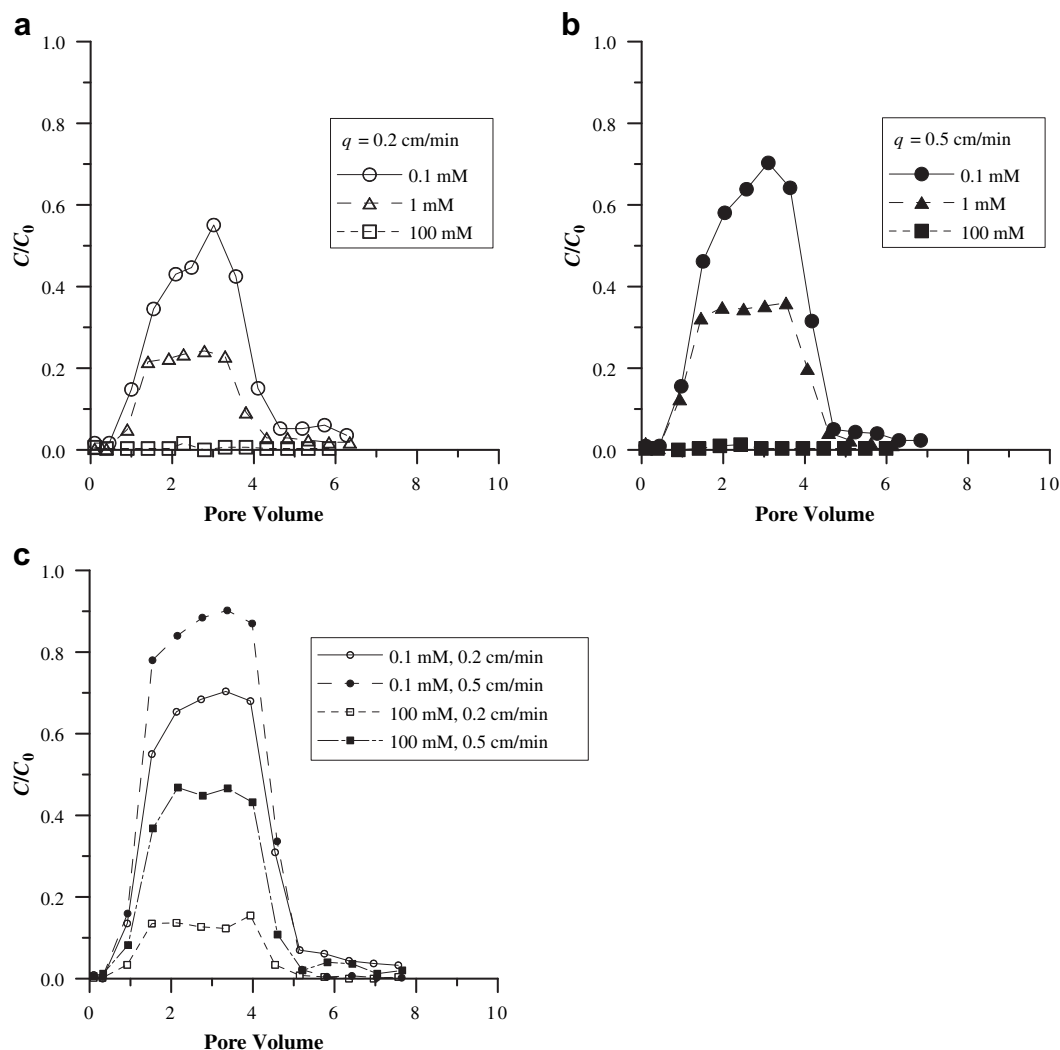 a
1.0
0.8
0.6
0.4
0.2
0.0
C/C0
0 2 4 6 8 10
Pore Volume
q = 0.2 cm/min
0.1 mM
1 mM
100 mM
b
1.0
0.8
0.6
0.4
0.2
0.0
C/C0
0 2 4 6 8 10
Pore Volume
q = 0.5 cm/min
0.1 mM
1 mM
100 mM
c
1.0
0.8
0.6
0.4
0.2
0.0
C/C0
0 2 4 6 8 10
Pore Volume
0.1 mM, 0.2 cm/min
0.1 mM, 0.5 cm/min
100 mM, 0.2 cm/min
100 mM, 0.5 cm/min